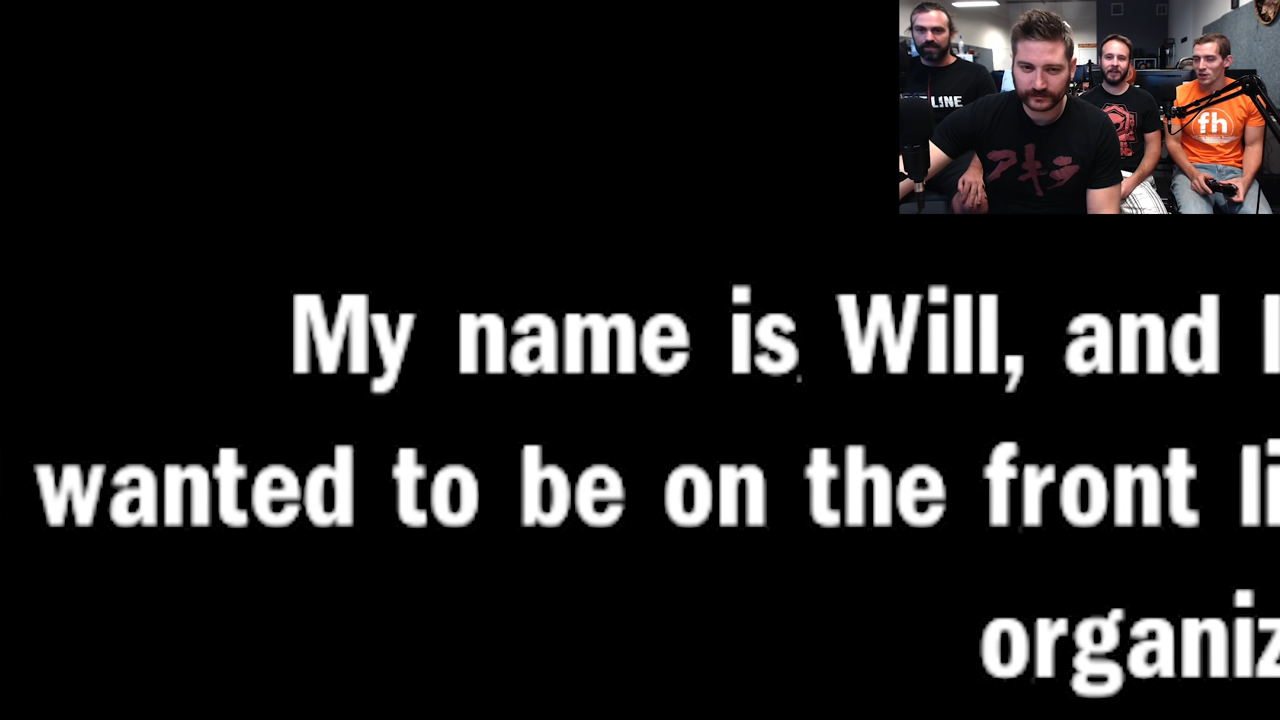 My name is Will, and I
wanted to be on the front li
organiz
LINE
アキラ
fh